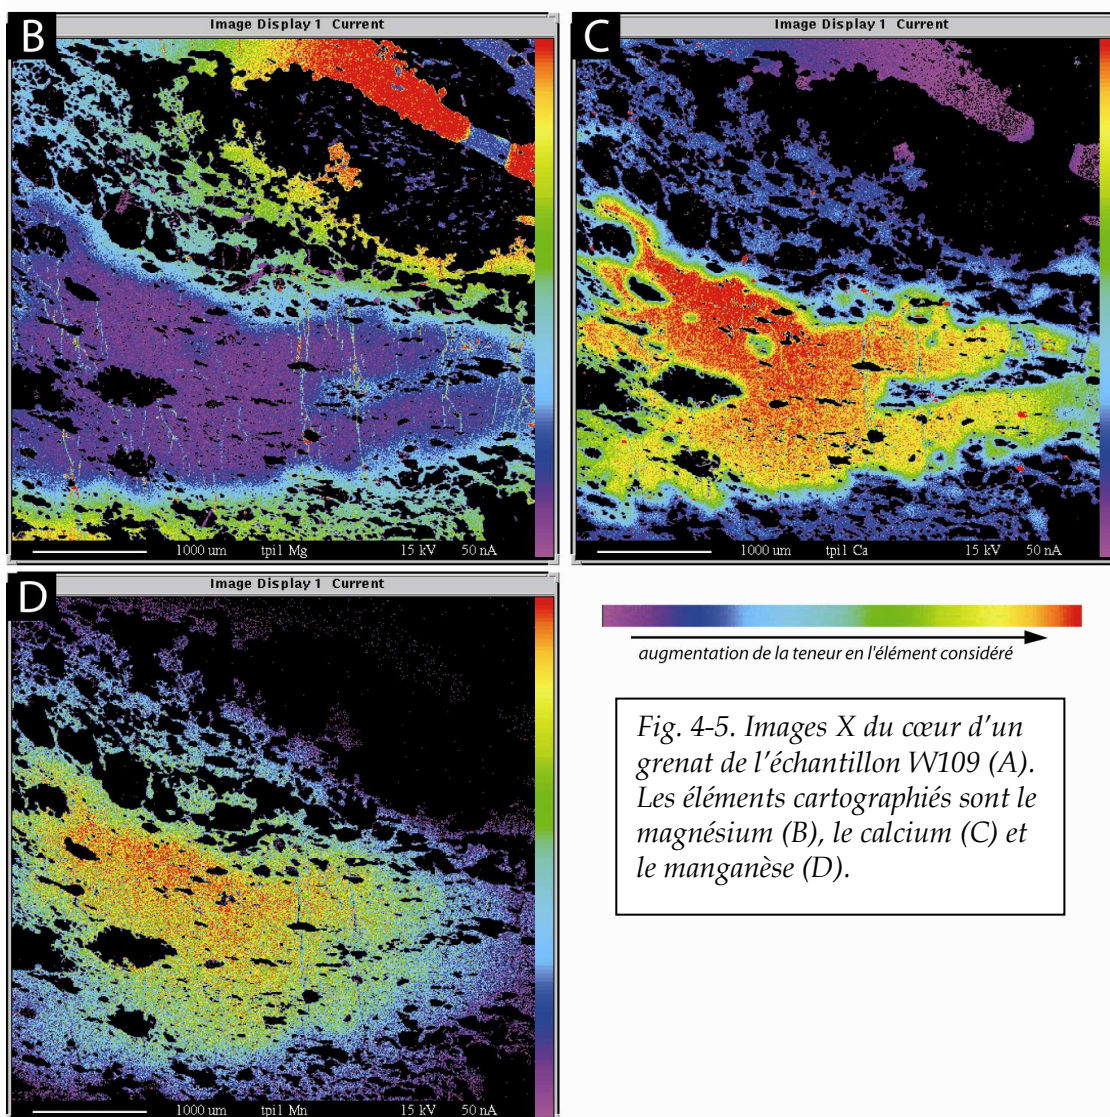 B
Image Display 1 Current
1000 um tpi1 Mg 15 kV 50 nA
C
Image Display 1 Current
1000 um tpi1 Ca 15 kV 50 nA
D
Image Display 1 Current
1000 um tpi1 Mn 15 kV 50 nA
augmentation de la teneur en l'élément considéré
Fig. 4-5. Images X du cœur d'un
grenat de l'échantillon W109 (A).
Les éléments cartographiés sont le
magnésium (B), le calcium (C) et
le manganèse (D).